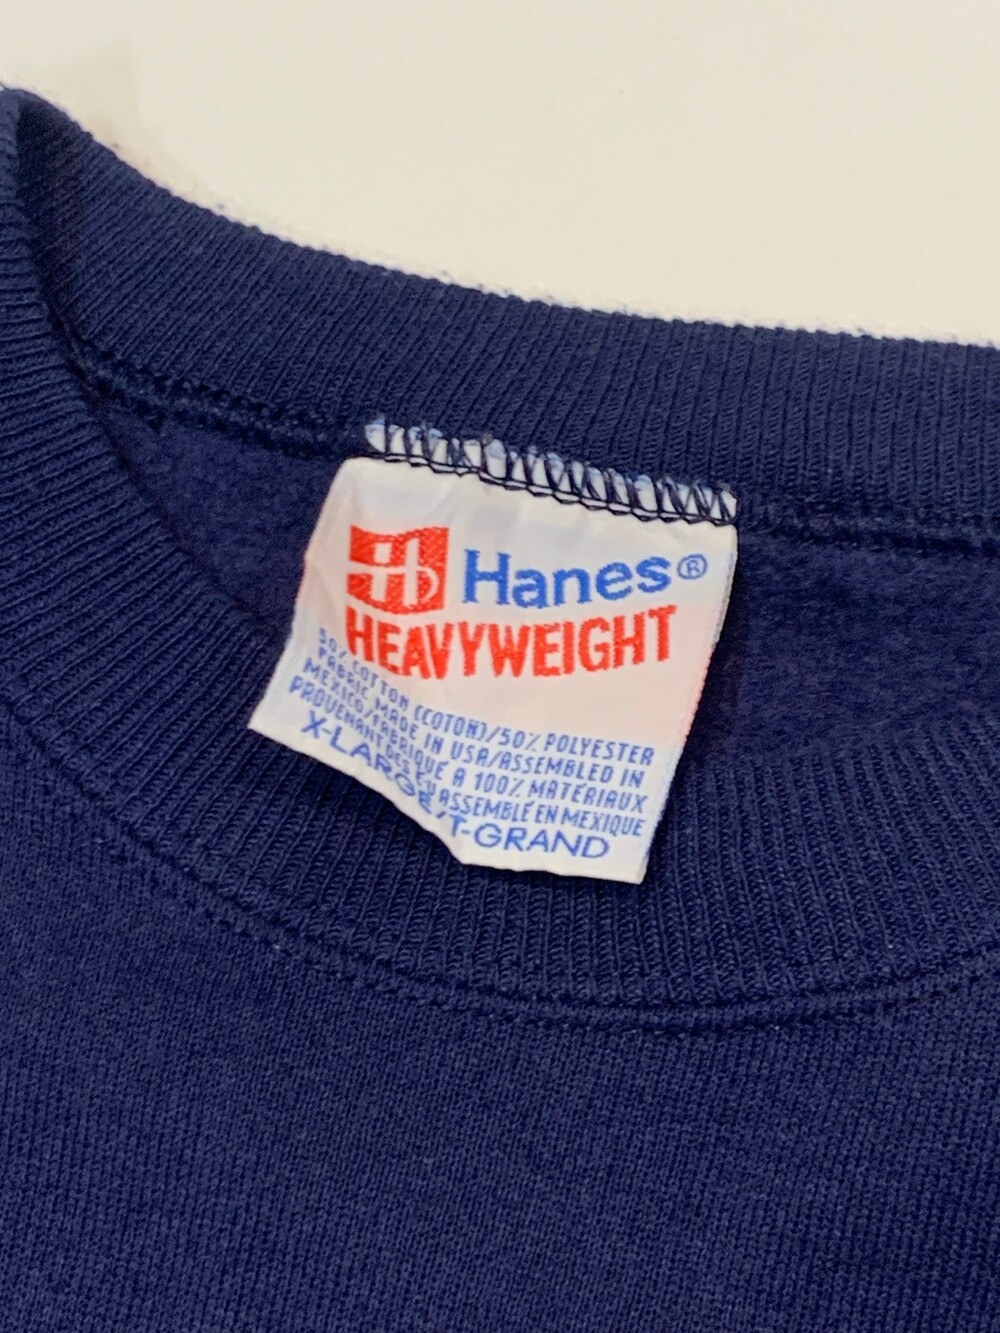 Hanes®
HEAVYWEIGHT
50% COTTON (COTON)/50% POLYESTER
FABRIC MADE IN USA/ASSEMBLED IN
MEXICO/FABRIQUÉ A 100% MATÉRIAUX
PROVENANT DES É U ASSEMBLÉ EN MEXIQUE
X-LARGE/T-GRAND